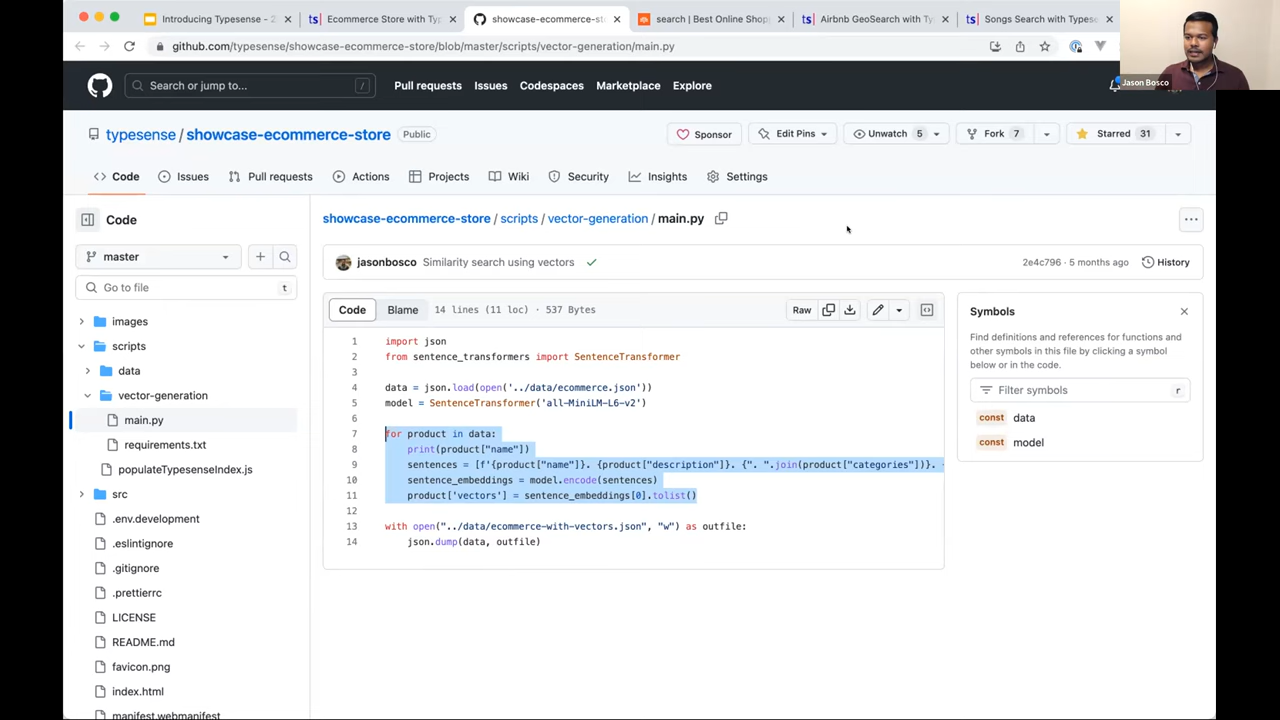 Introducing Typesense - 2
Ecommerce Store with Typ
showcase-ecommerce-sto
search | Best Online Shop
Airbnb GeoSearch with Ty
Songs Search with Typese
github.com/typesense/showcase-ecommerce-store/blob/master/scripts/vector-generation/main.py
Jason Bosco
Search or jump to...
/
Pull requests
Issues
Codespaces
Marketplace
Explore
typesense / showcase-ecommerce-store
Public
Sponsor
Edit Pins
Unwatch 5
Fork 7
Starred 31
Code
Issues
Pull requests
Actions
Projects
Wiki
Security
Insights
Settings
Code
master
Go to file
t
images
scripts
data
vector-generation
main.py
requirements.txt
populateTypesenseIndex.js
src
.env.development
.eslintignore
.gitignore
.prettierrc
LICENSE
README.md
favicon.png
index.html
manifest.webmanifest
showcase-ecommerce-store / scripts / vector-generation / main.py
jasonbosco Similarity search using vectors
2e4c796 · 5 months ago
History
Code
Blame
14 lines (11 loc) · 537 Bytes
Raw
1 import json
2 from sentence_transformers import SentenceTransformer
3
4 data = json.load(open('../data/ecommerce.json'))
5 model = SentenceTransformer('all-MiniLM-L6-v2')
6
7 for product in data:
8 print(product["name"])
9 sentences = [f'{product["name"]}. {product["description"]}. {". ".join(product["categories"])}.
10 sentence_embeddings = model.encode(sentences)
11 product['vectors'] = sentence_embeddings[0].tolist()
12
13 with open("../data/ecommerce-with-vectors.json", "w") as outfile:
14 json.dump(data, outfile)
Symbols
Find definitions and references for functions and
other symbols in this file by clicking a symbol
below or in the code.
Filter symbols
r
const data
const model